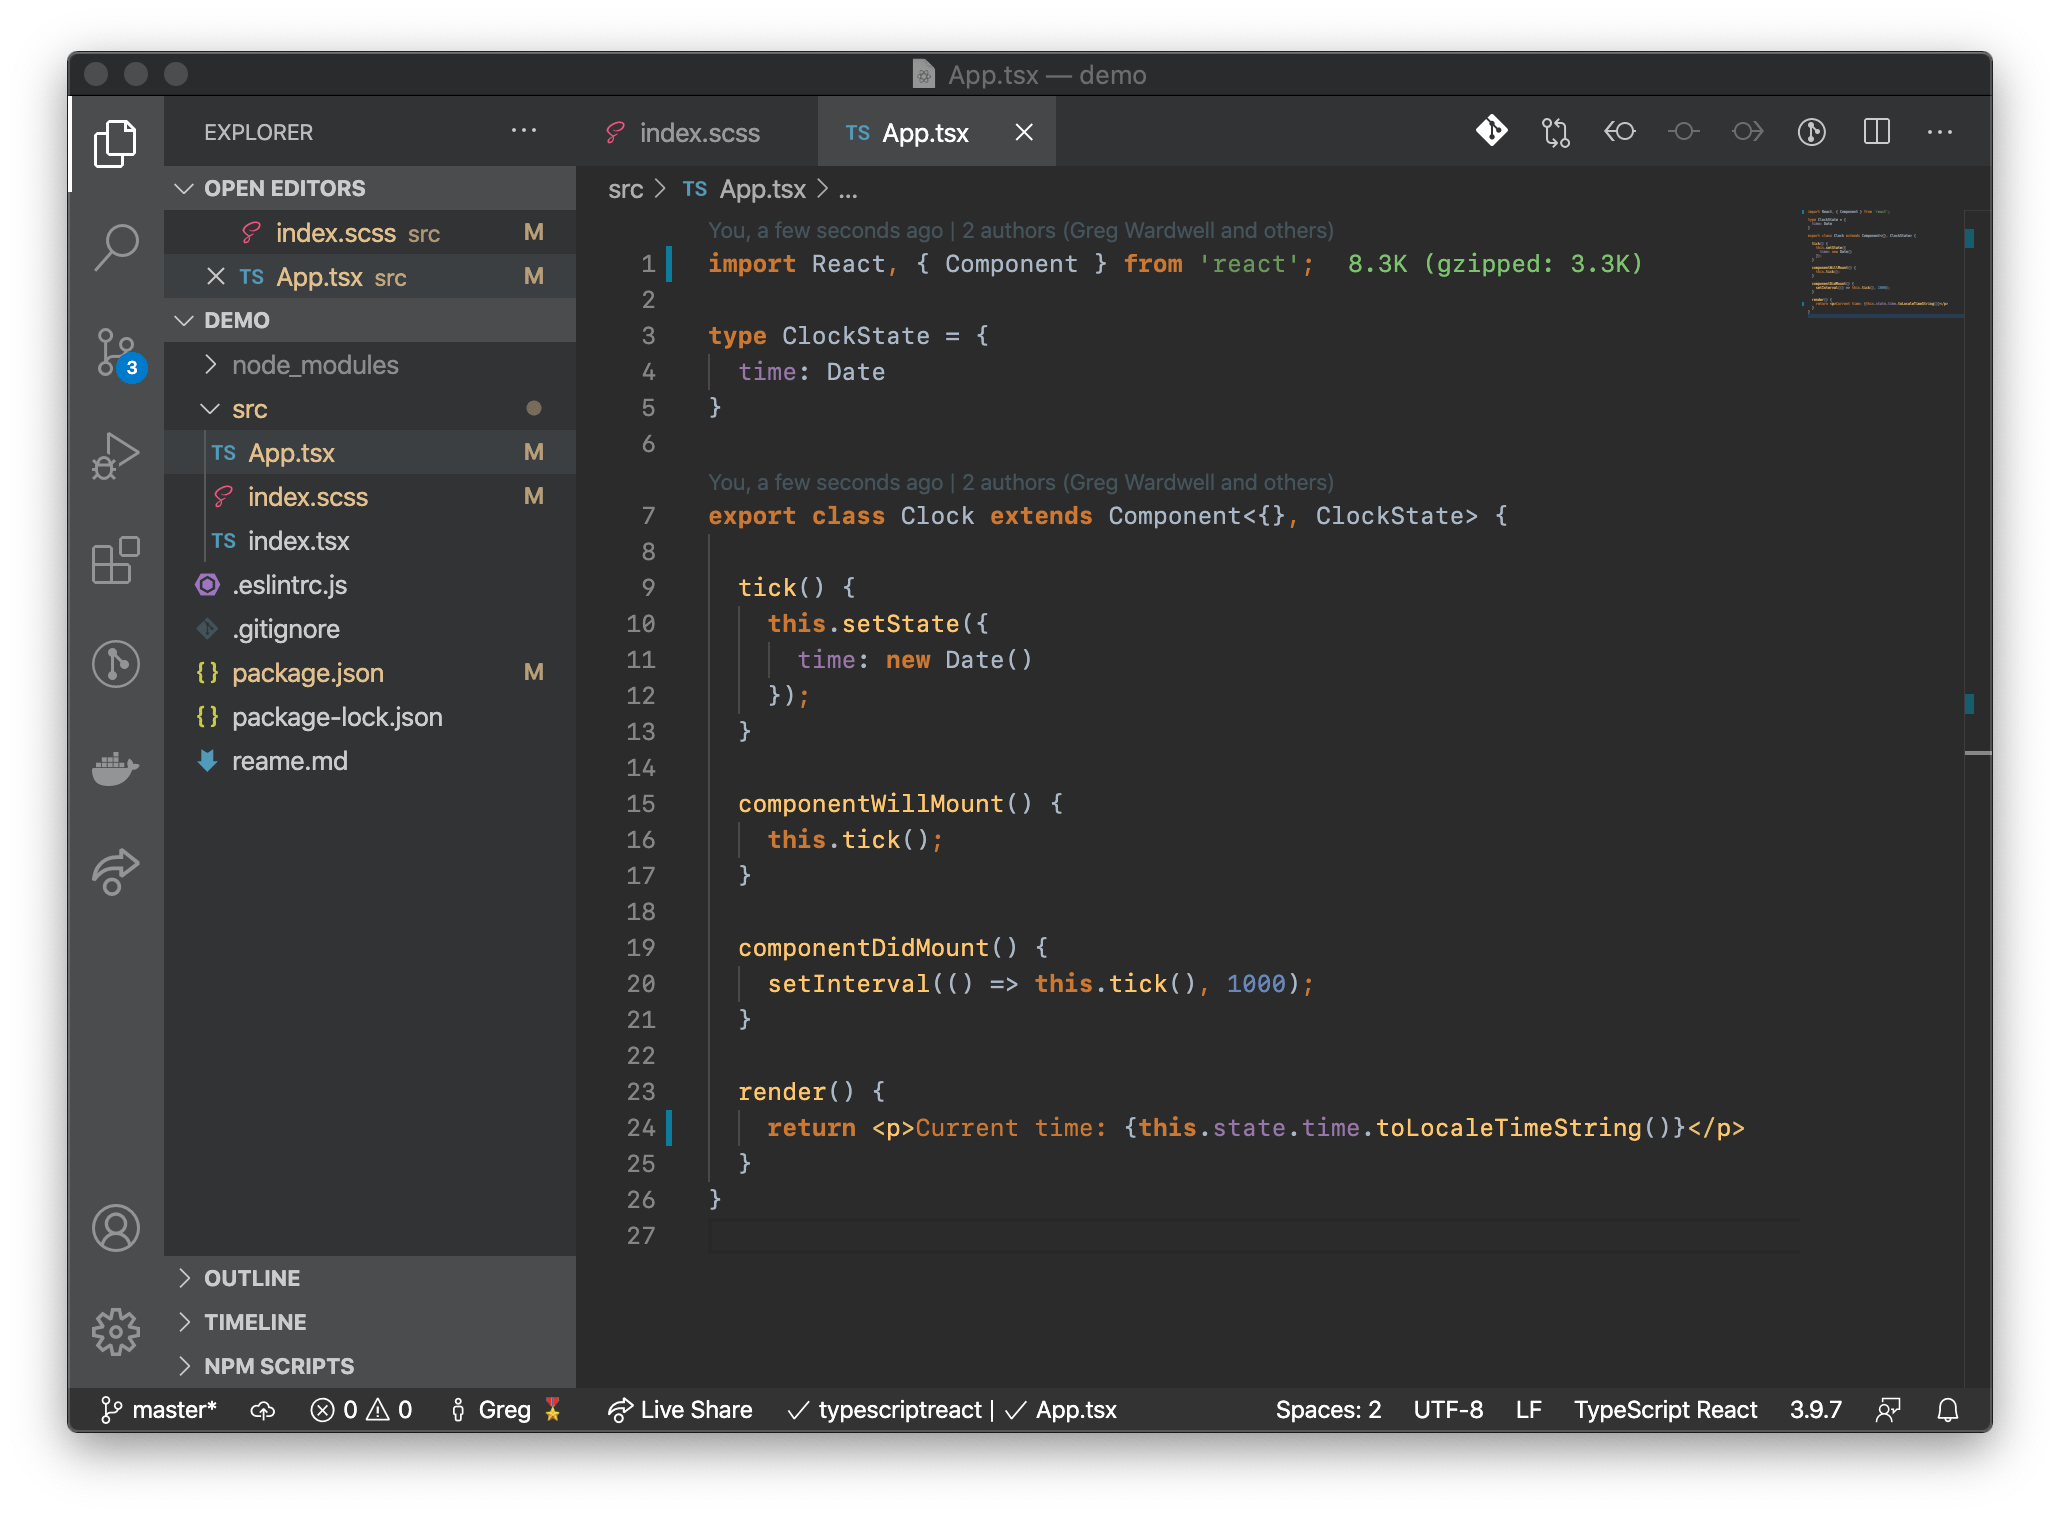 App.tsx — demo
EXPLORER
index.scss
TS App.tsx
OPEN EDITORS
index.scss src M
TS App.tsx src M
DEMO
node_modules
src
TS App.tsx M
index.scss M
TS index.tsx
.eslintrc.js
.gitignore
{} package.json M
{} package-lock.json
reame.md
3
OUTLINE
TIMELINE
NPM SCRIPTS
src > TS App.tsx > ...
You, a few seconds ago | 2 authors (Greg Wardwell and others)
1 import React, { Component } from 'react'; 8.3K (gzipped: 3.3K)
2
3 type ClockState = {
4 time: Date
5 }
6
You, a few seconds ago | 2 authors (Greg Wardwell and others)
7 export class Clock extends Component<{}, ClockState> {
8
9 tick() {
10 this.setState({
11 time: new Date()
12 });
13 }
14
15 componentWillMount() {
16 this.tick();
17 }
18
19 componentDidMount() {
20 setInterval(() => this.tick(), 1000);
21 }
22
23 render() {
24 return <p>Current time: {this.state.time.toLocaleTimeString()}</p>
25 }
26 }
27
master* 0 0 Greg Live Share typescriptreact | App.tsx Spaces: 2 UTF-8 LF TypeScript React 3.9.7